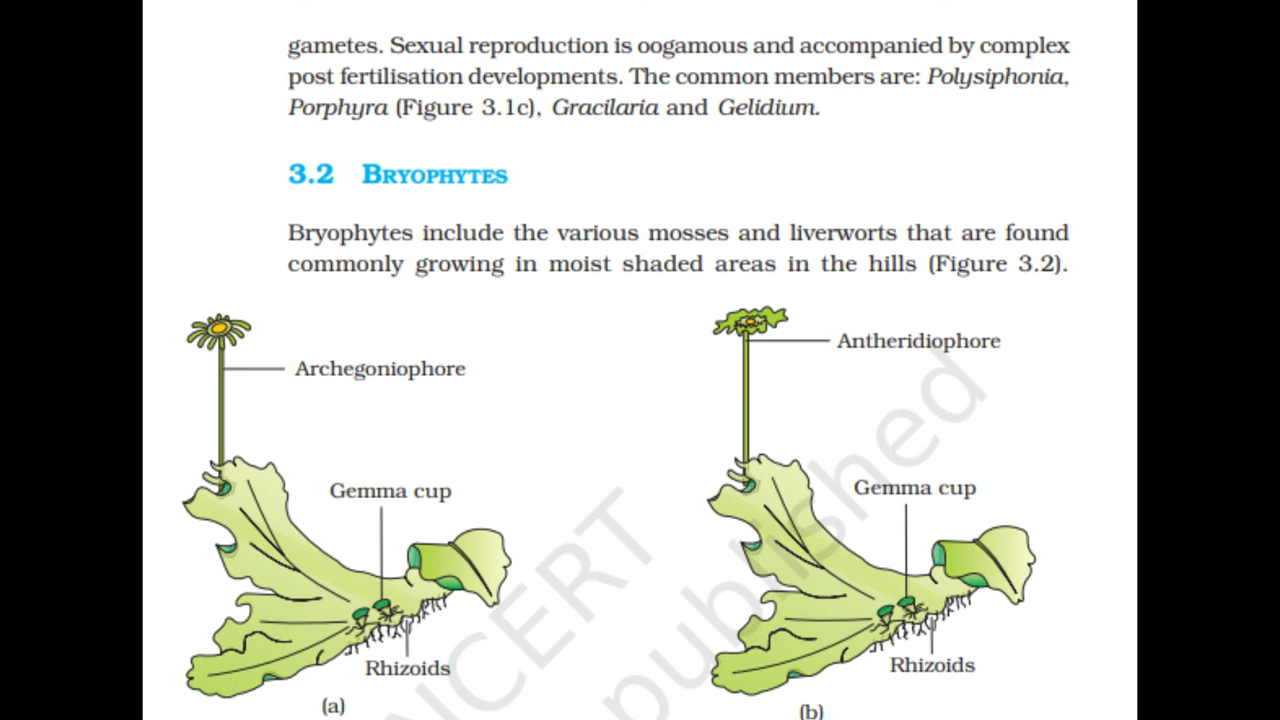 gametes. Sexual reproduction is oogamous and accompanied by complex
post fertilisation developments. The common members are: Polysiphonia,
Porphyra (Figure 3.1c), Gracilaria and Gelidium.
3.2 BRYOPHYTES
Bryophytes include the various mosses and liverworts that are found
commonly growing in moist shaded areas in the hills (Figure 3.2).
Archegoniophore
Gemma cup
Rhizoids
(a)
Antheridiophore
Gemma cup
Rhizoids
(b)
NCERT
published